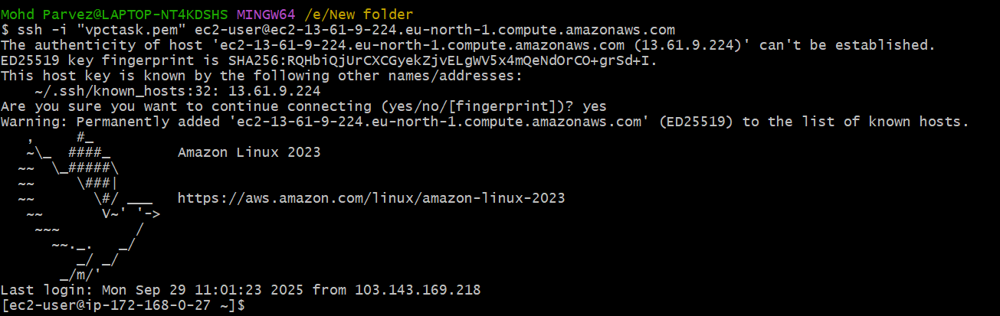 Mohd Parvez@LAPTOP-NT4KDSHS MINGW64 /e/New folder
$ ssh -i "vpctask.pem" ec2-user@ec2-13-61-9-224.eu-north-1.compute.amazonaws.com
The authenticity of host 'ec2-13-61-9-224.eu-north-1.compute.amazonaws.com (13.61.9.224)' can't be established.
ED25519 key fingerprint is SHA256:RQHbiQjUrCXCGyekZjvELgWV5x4mQeNdOrCO+grSd+I.
This host key is known by the following other names/addresses:
    ~/.ssh/known_hosts:32: 13.61.9.224
Are you sure you want to continue connecting (yes/no/[fingerprint])? yes
Warning: Permanently added 'ec2-13-61-9-224.eu-north-1.compute.amazonaws.com' (ED25519) to the list of known hosts.
   ,     #_
   ~\_  ####_        Amazon Linux 2023
  ~~  \_#####\
  ~~     \###|
  ~~       \#/ ___   https://aws.amazon.com/linux/amazon-linux-2023
   ~~       V~' '->
    ~~~         /
      ~~._.   _/
         _/ _/
       _/m/'
Last login: Mon Sep 29 11:01:23 2025 from 103.143.169.218
[ec2-user@ip-172-168-0-27 ~]$